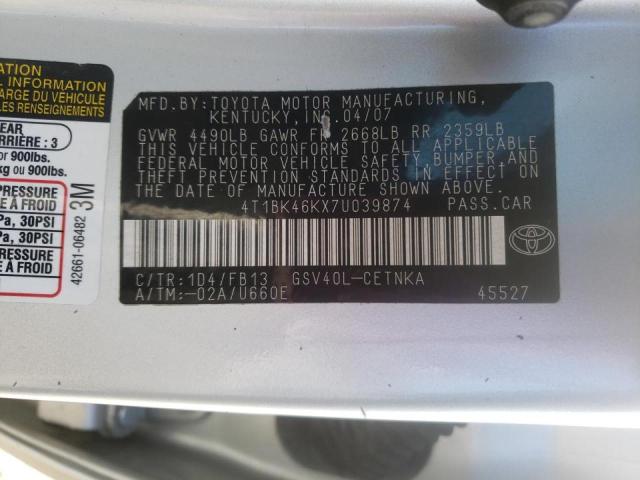 ATION
ARGE DU VÉHICULE
LES RENSEIGNEMENTS
EAR
ARRIÈRE: 3
or 900lbs.
kg ou 900lbs.
PRESSURE
À FROID
Pa, 30PSI
Pa, 30PSI
PRESSURE
À FROID
42661-06482 3M
MFD.BY: TOYOTA MOTOR MANUFACTURING,
KENTUCKY, INC. 04/07
GVWR 4490LB GAWR FR 2668LB RR 2359LB
THIS VEHICLE CONFORMS TO ALL APPLICABLE
FEDERAL MOTOR VEHICLE SAFETY, BUMPER, AND
THEFT PREVENTION STANDARDS IN EFFECT ON
THE DATE OF MANUFACTURE SHOWN ABOVE.
4T1BK46KX7U039874 PASS.CAR
C/TR:1D4/FB13 GSV40L-CETNKA
A/TM:-02A/U660E 45527
TOYOTA